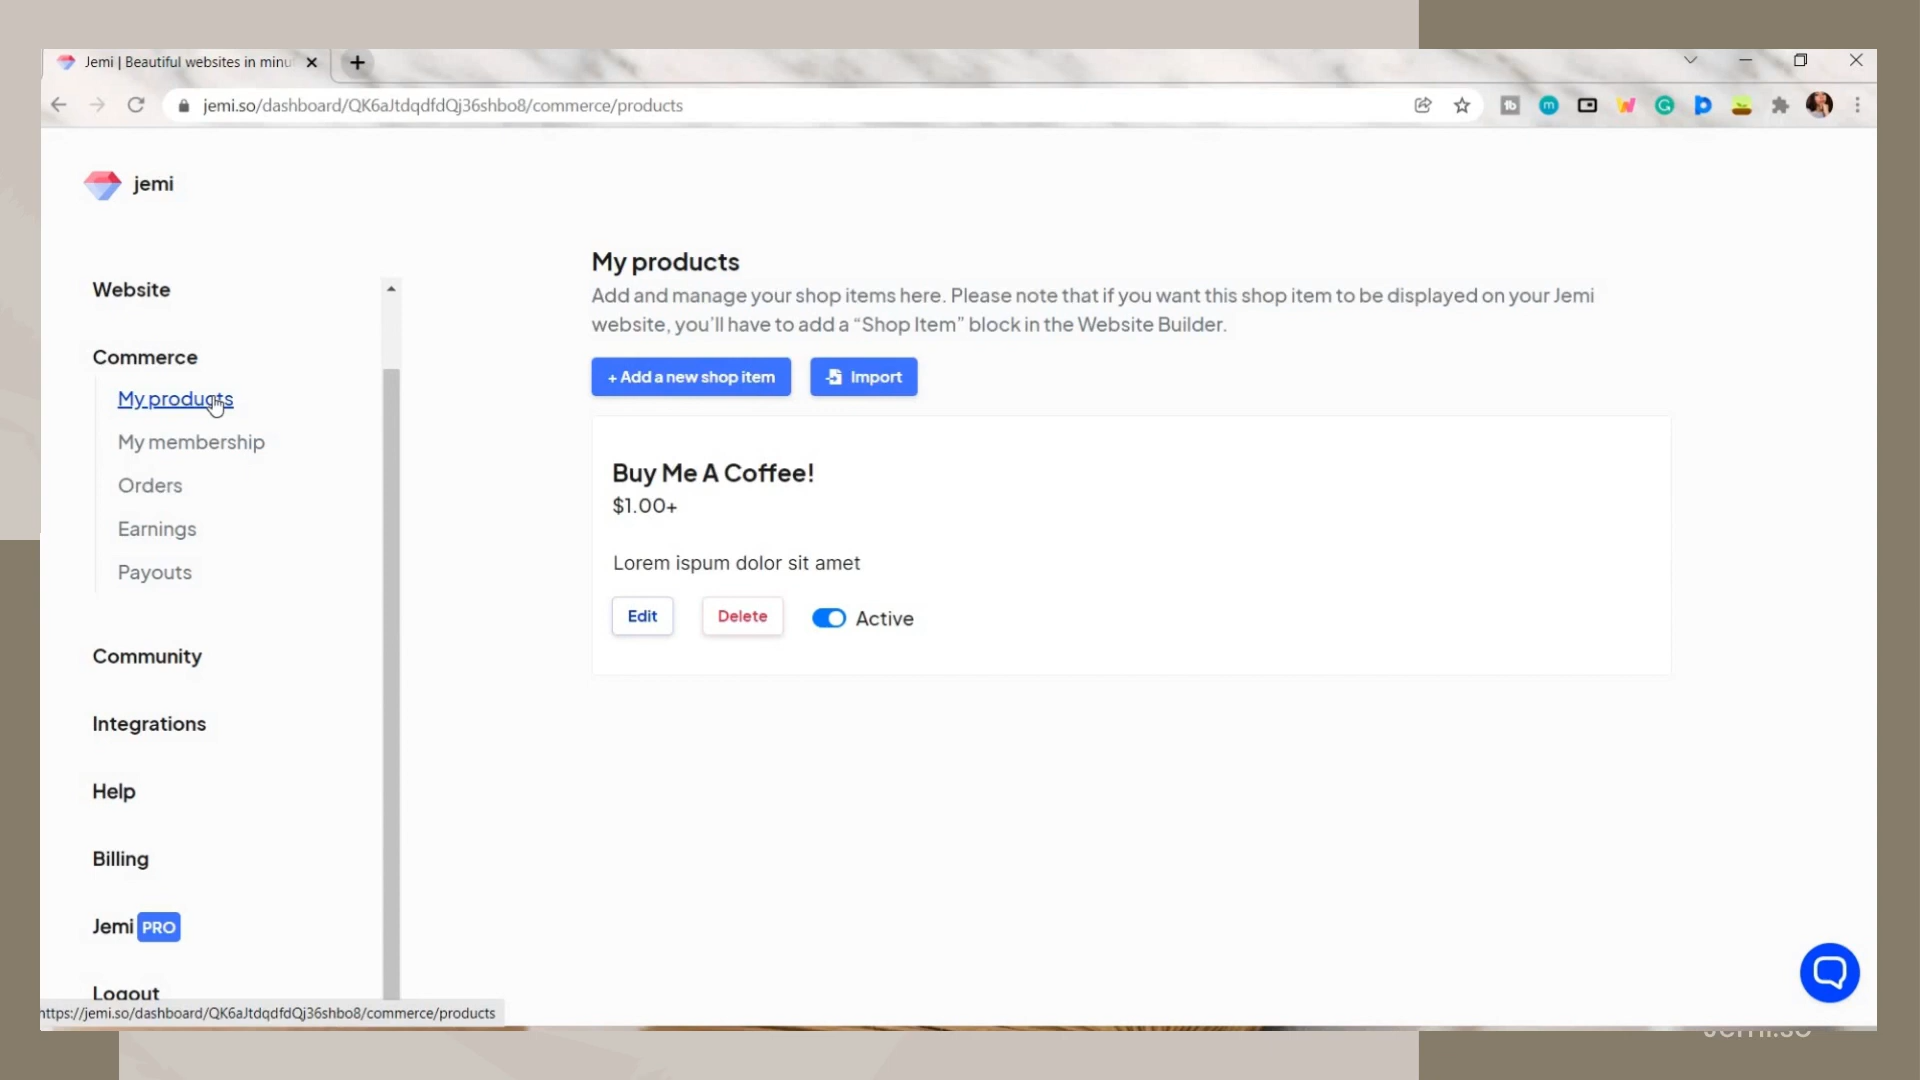 Jemi | Beautiful websites in minu
jemi.so/dashboard/QK6aJtdqdfdQj36shbo8/commerce/products
jemi
Website
Commerce
My products
My membership
Orders
Earnings
Payouts
Community
Integrations
Help
Billing
Jemi PRO
Logout
My products
Add and manage your shop items here. Please note that if you want this shop item to be displayed on your Jemi
website, you'll have to add a “Shop Item” block in the Website Builder.
+ Add a new shop item
Import
Buy Me A Coffee!
$1.00+
Lorem ispum dolor sit amet
Edit
Delete
Active
https://jemi.so/dashboard/QK6aJtdqdfdQj36shbo8/commerce/products
Jemi.so